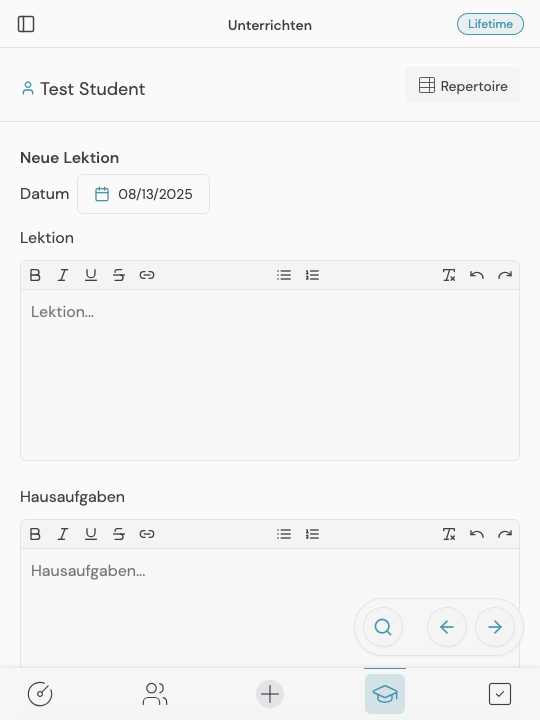 Unterrichten
Lifetime
Test Student
Repertoire
Neue Lektion
Datum
08/13/2025
Lektion
Lektion...
Hausaufgaben
Hausaufgaben...